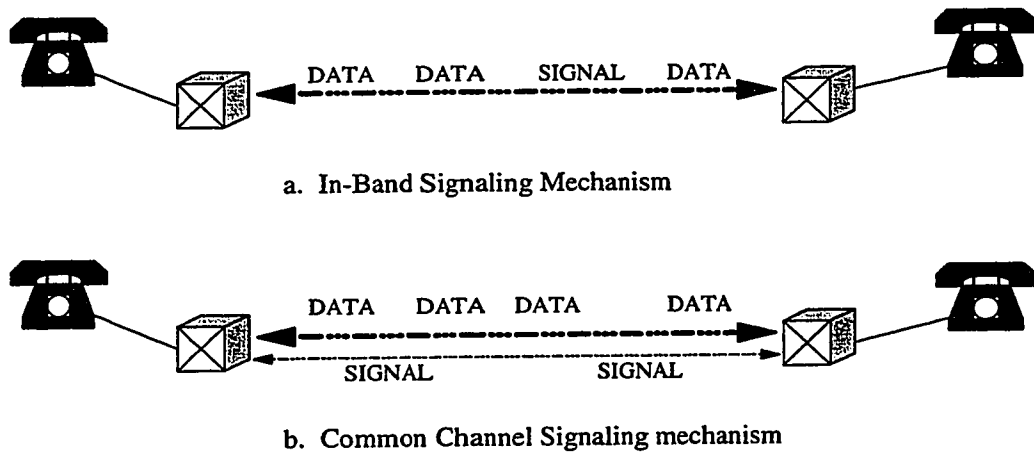 DATA DATA SIGNAL DATA
a. In-Band Signaling Mechanism
DATA DATA DATA DATA
SIGNAL SIGNAL
b. Common Channel Signaling mechanism